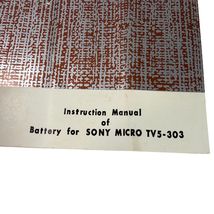 Instruction Manual
of
Battery for SONY MICRO TV5-303